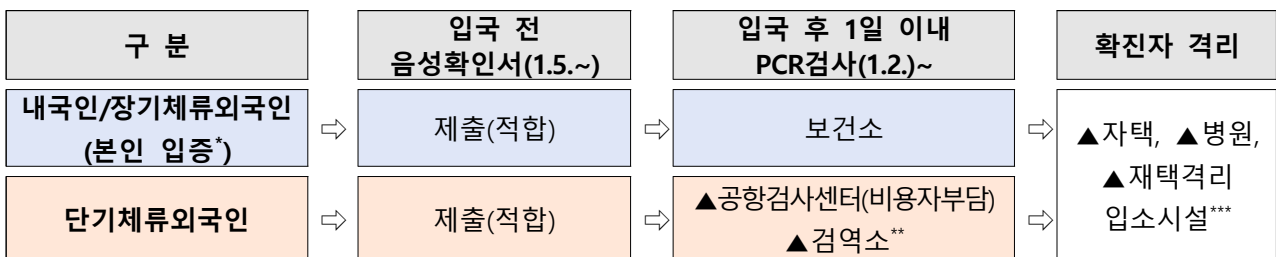 구 분
입국 전
음성확인서(1.5.~)
입국 후 1일 이내
PCR검사(1.2.)~
확진자 격리
내국인/장기체류외국인
(본인 입증*)
⇨
제출(적합)
⇨
보건소
⇨
▲자택, ▲병원,
▲재택격리
입소시설***
단기체류외국인
⇨
제출(적합)
⇨
▲공항검사센터(비용자부담)
▲검역소**
⇨